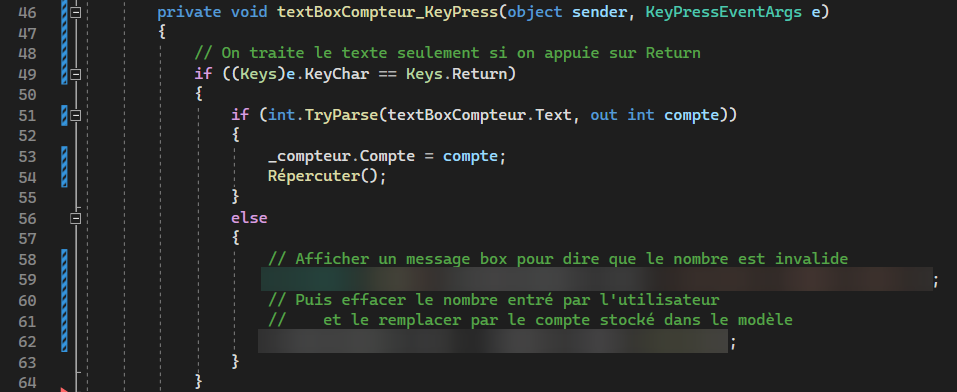 46 private void textBoxCompteur_KeyPress(object sender, KeyPressEventArgs e)
47 {
48 // On traite le texte seulement si on appuie sur Return
49 if ((Keys)e.KeyChar == Keys.Return)
50 {
51 if (int.TryParse(textBoxCompteur.Text, out int compte))
52 {
53 _compteur.Compte = compte;
54 Répercuter();
55 }
56 else
57 {
58 // Afficher un message box pour dire que le nombre est invalide
59 ;
60 // Puis effacer le nombre entré par l'utilisateur
61 //    et le remplacer par le compte stocké dans le modèle
62 ;
63 }
64 }